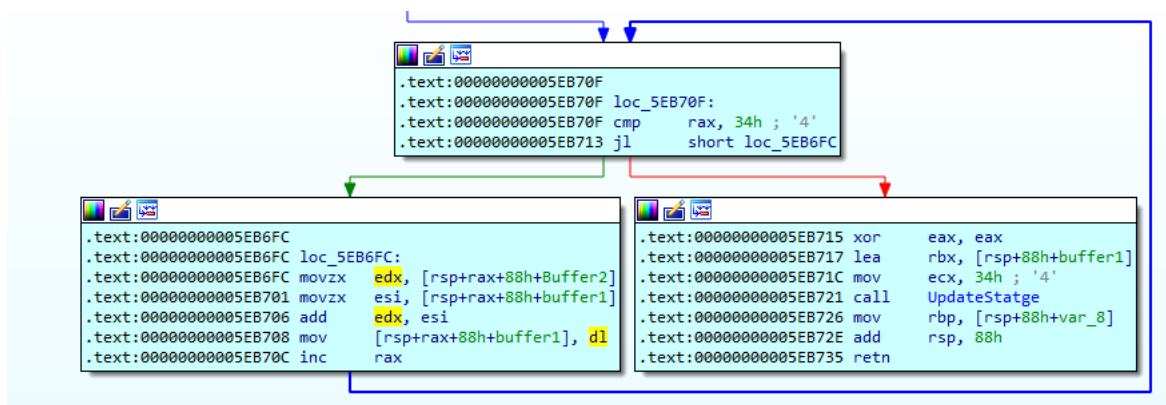 .text:00000000005EB70F
.text:00000000005EB70F loc_5EB70F:
.text:00000000005EB70F cmp     rax, 34h ; '4'
.text:00000000005EB713 jl      short loc_5EB6FC
.text:00000000005EB6FC
.text:00000000005EB6FC loc_5EB6FC:
.text:00000000005EB6FC movzx   edx, [rsp+rax+88h+Buffer2]
.text:00000000005EB701 movzx   esi, [rsp+rax+88h+buffer1]
.text:00000000005EB706 add     edx, esi
.text:00000000005EB708 mov     [rsp+rax+88h+buffer1], dl
.text:00000000005EB70C inc     rax
.text:00000000005EB715 xor     eax, eax
.text:00000000005EB717 lea     rbx, [rsp+88h+buffer1]
.text:00000000005EB71C mov     ecx, 34h ; '4'
.text:00000000005EB721 call    UpdateStatge
.text:00000000005EB726 mov     rbp, [rsp+88h+var_8]
.text:00000000005EB72E add     rsp, 88h
.text:00000000005EB735 retn